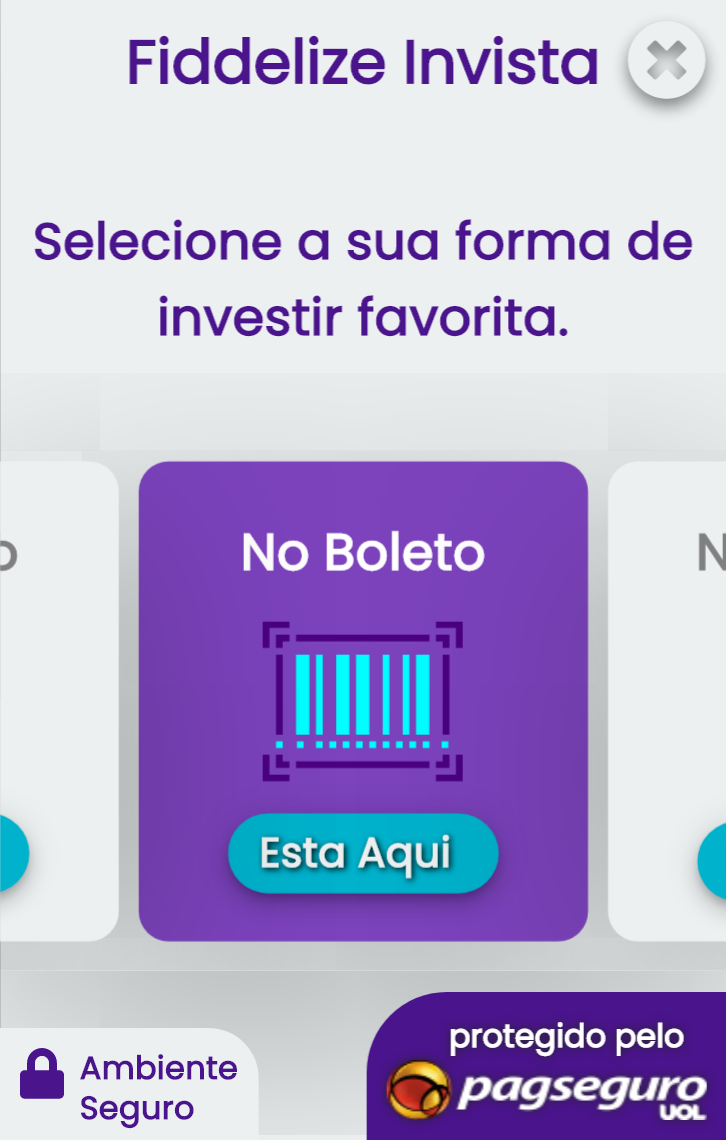 Fiddelize Invista
Selecione a sua forma de
investir favorita.
No Boleto
Esta Aqui
Ambiente
Seguro
protegido pelo
pagseguro
UOL